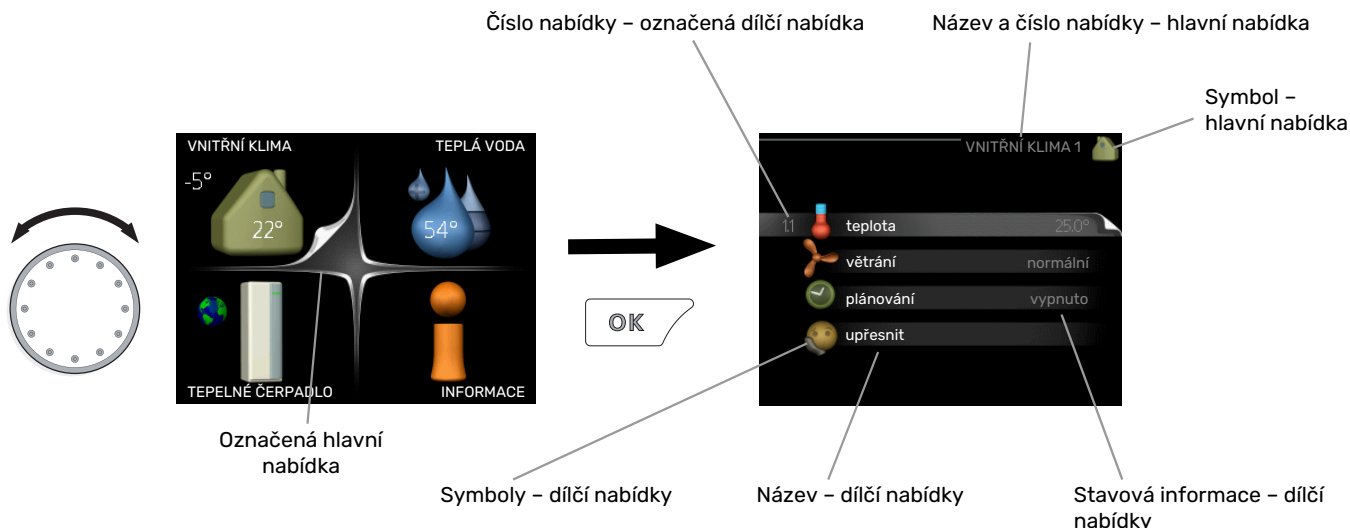 Číslo nabídky – označená dílčí nabídka
Název a číslo nabídky – hlavní nabídka
Symbol –
hlavní nabídka
VNITŘNÍ KLIMA
TEPLÁ VODA
-5°
22°
54°
TEPELNÉ ČERPADLO
INFORMACE
OK
VNITŘNÍ KLIMA 1
1.1 teplota 25.0°
větrání normální
plánování vypnuto
upřesnit
Označená hlavní
nabídka
Symboly – dílčí nabídky
Název – dílčí nabídky
Stavová informace – dílčí
nabídky